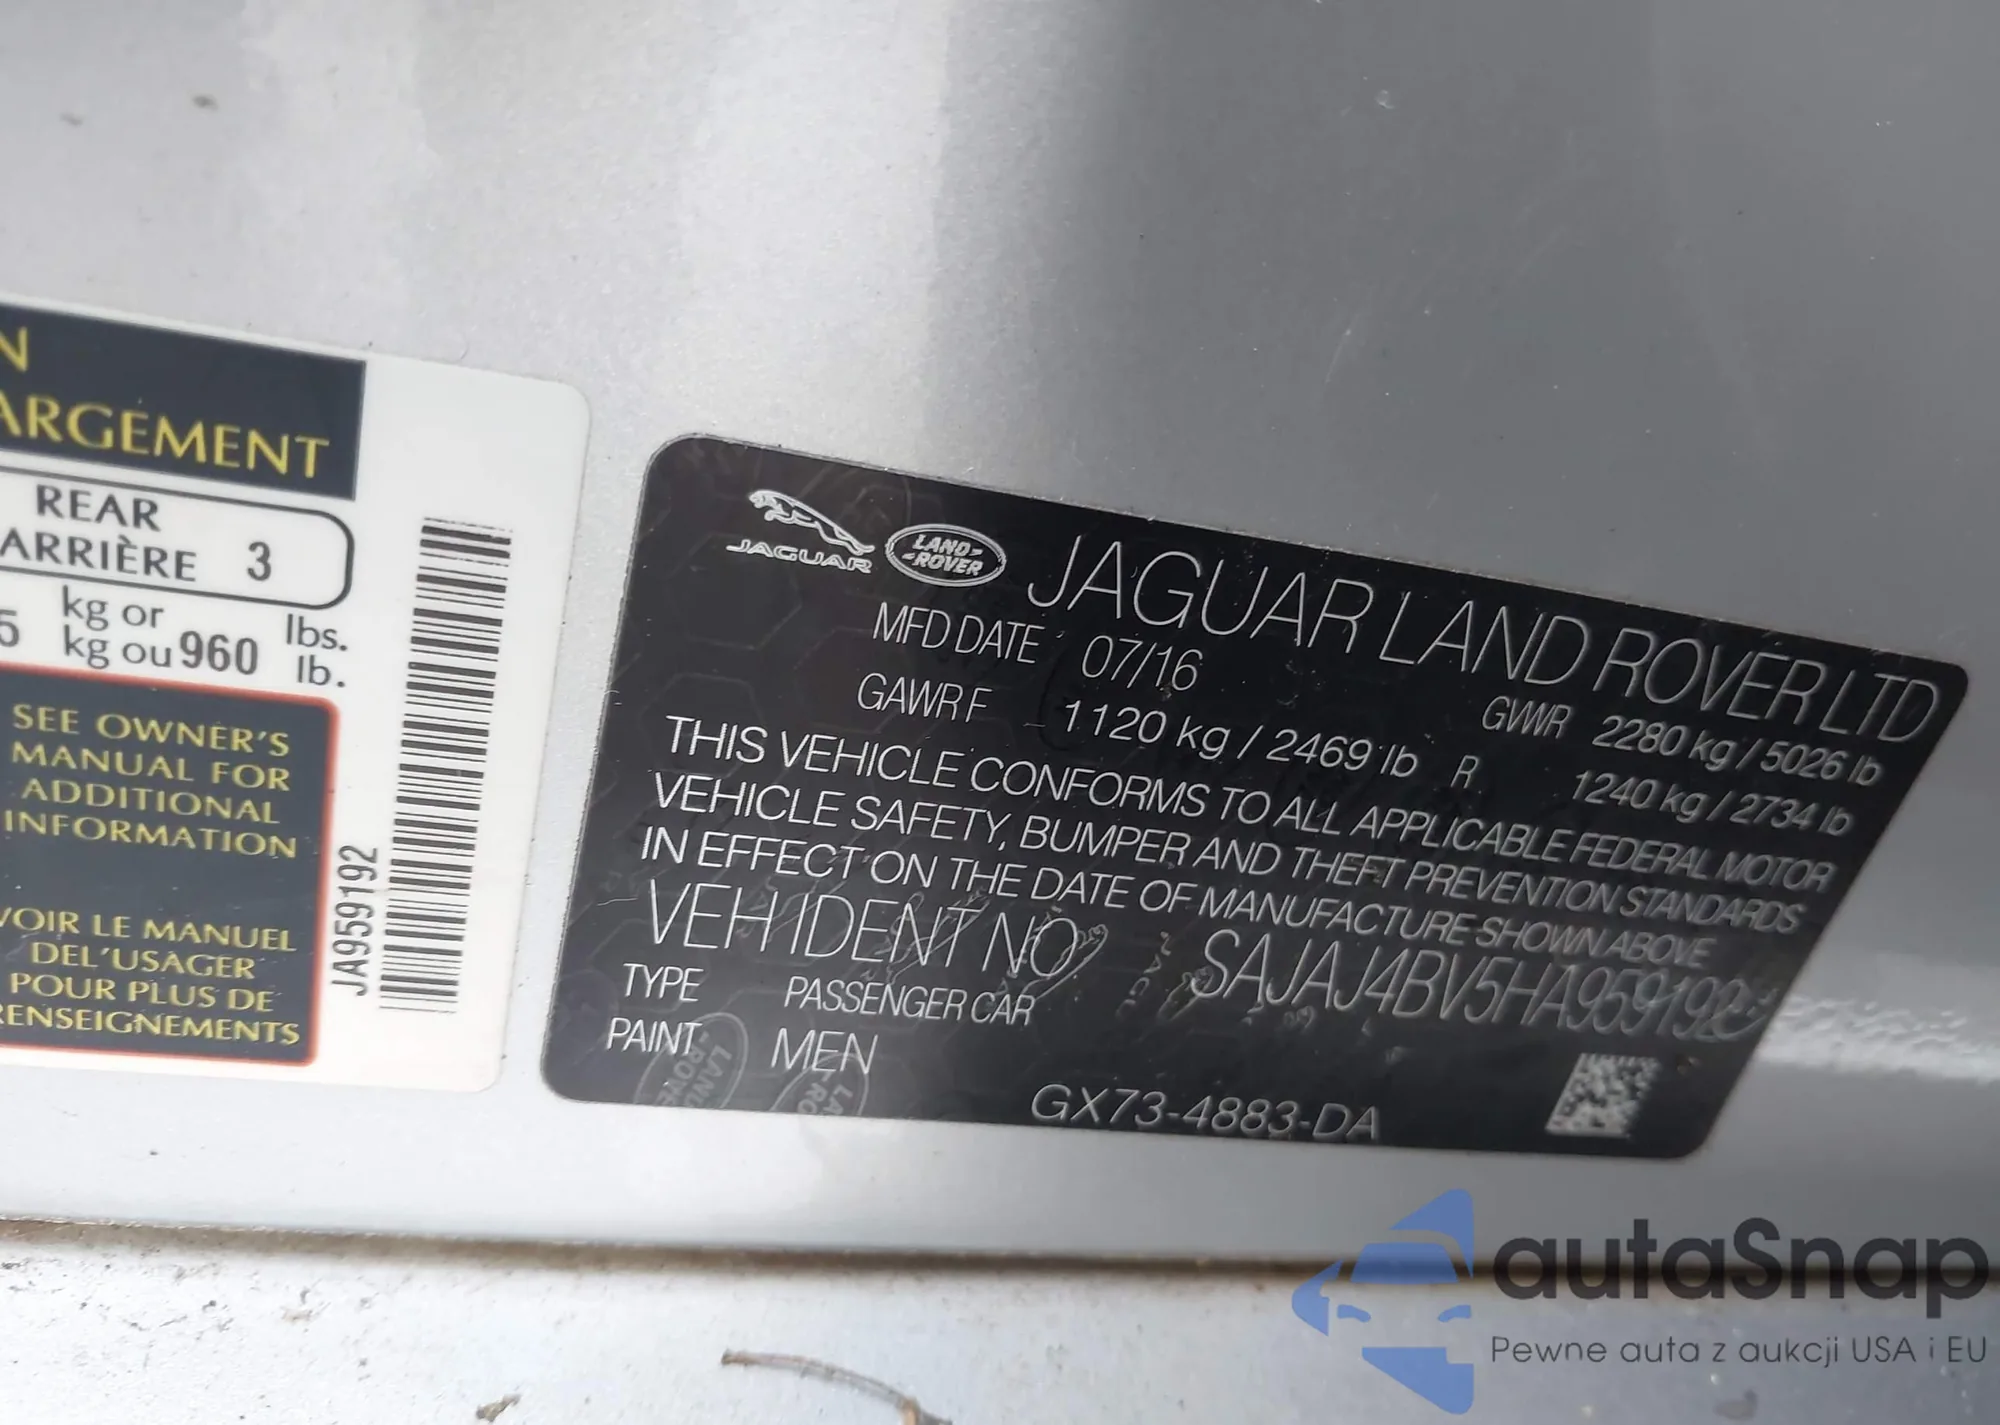 N
ARGEMENT
REAR
ARRIÈRE 3
5 kg or lbs.
kg ou 960 lb.
SEE OWNER'S
MANUAL FOR
ADDITIONAL
INFORMATION
VOIR LE MANUEL
DEL'USAGER
POUR PLUS DE
RENSEIGNEMENTS
JA959192
JAGUAR
LAND-
-ROVER
JAGUAR LAND ROVER LTD
MFD DATE 07/16
GVWR 2280 kg / 5026 lb
GAWR F 1120 kg / 2469 lb R 1240 kg / 2734 lb
THIS VEHICLE CONFORMS TO ALL APPLICABLE FEDERAL MOTOR
VEHICLE SAFETY, BUMPER AND THEFT PREVENTION STANDARDS
IN EFFECT ON THE DATE OF MANUFACTURE SHOWN ABOVE
VEH IDENT NO SAJAJ4BV5HA959192
TYPE PASSENGER CAR
PAINT MEN
GX73-4883-DA
autaSnap
Pewne auta z aukcji USA i EU